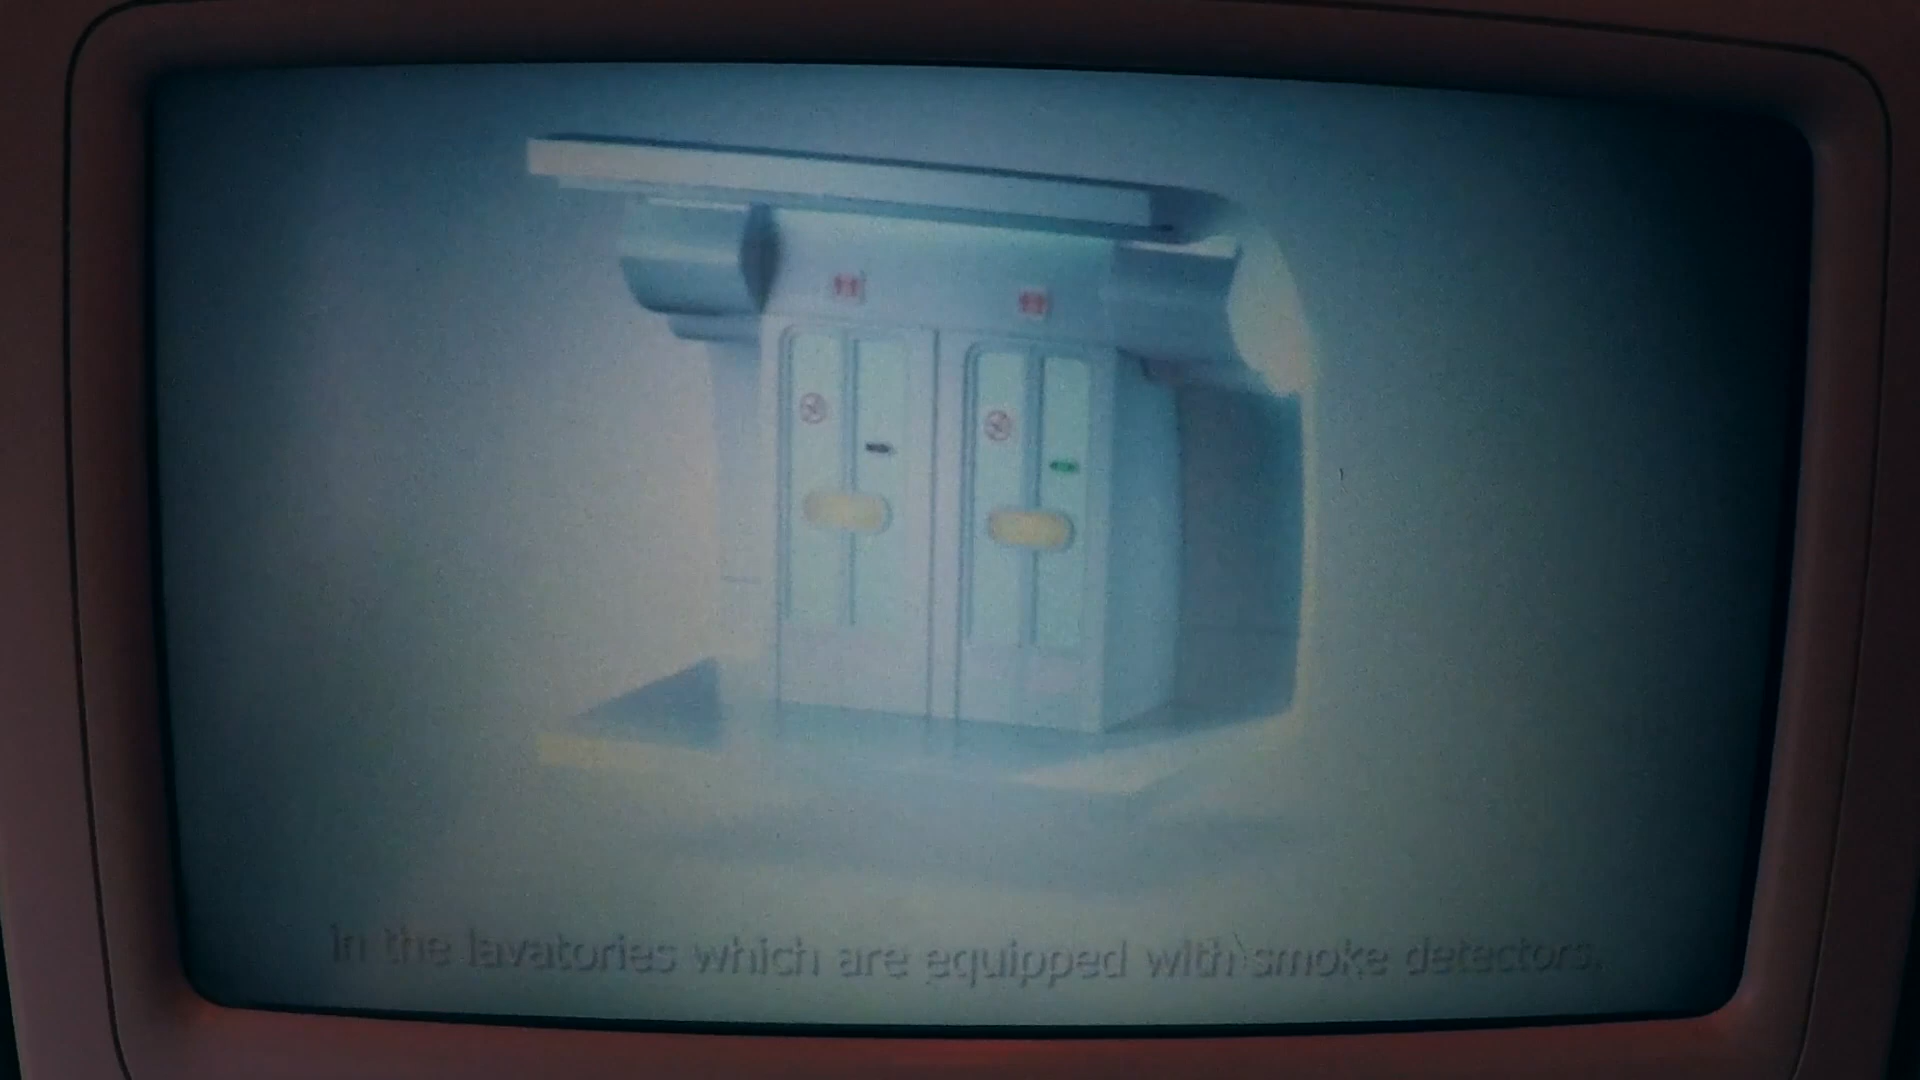 in the lavatories which are equipped with smoke detectors.